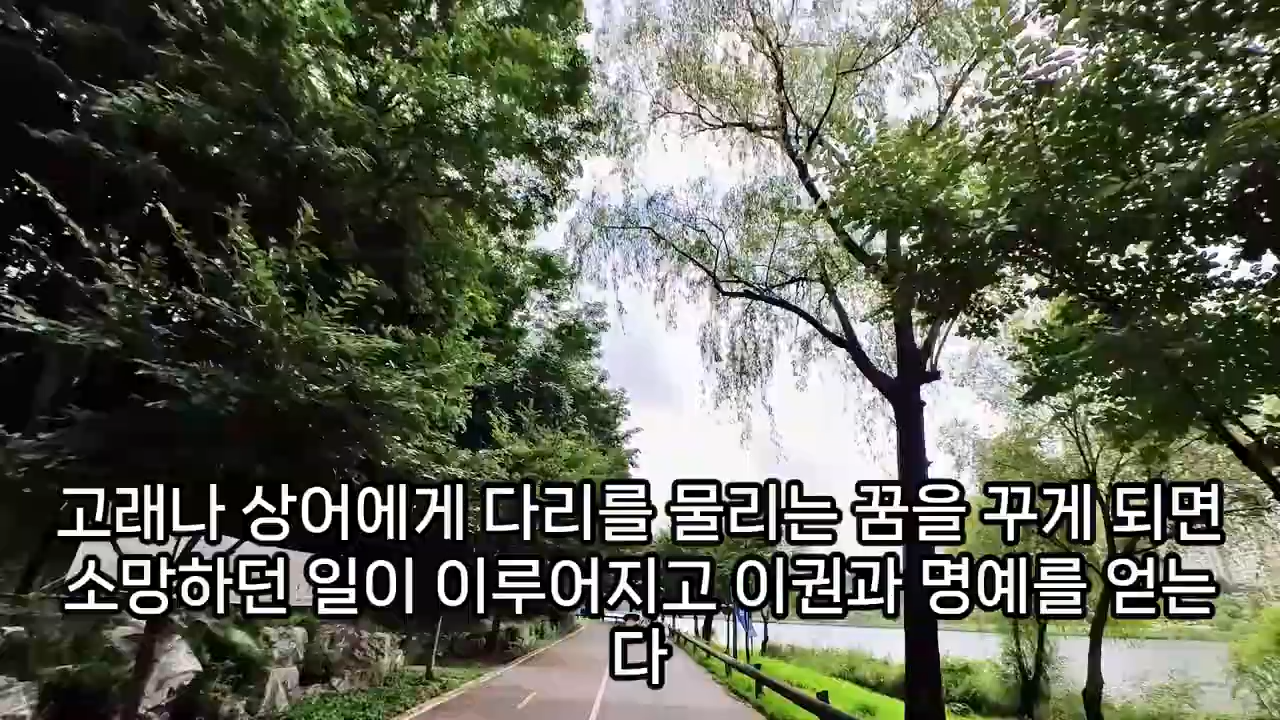 고래나 상어에게 다리를 물리는 꿈을 꾸게 되면
소망하던 일이 이루어지고 이권과 명예를 얻는
다